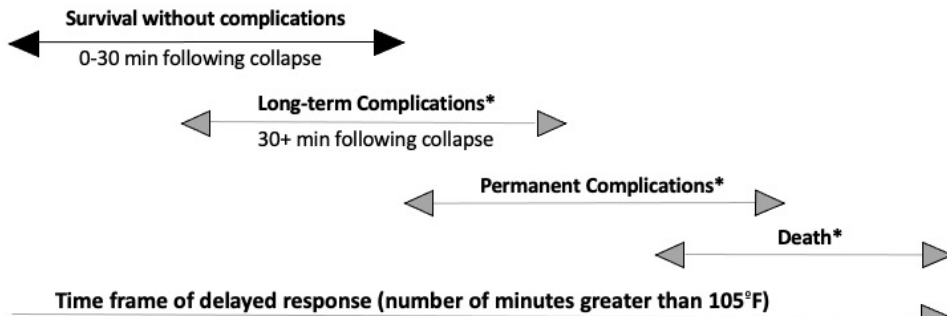 Survival without complications
0-30 min following collapse
Long-term Complications*
30+ min following collapse
Permanent Complications*
Death*
Time frame of delayed response (number of minutes greater than 105°F)